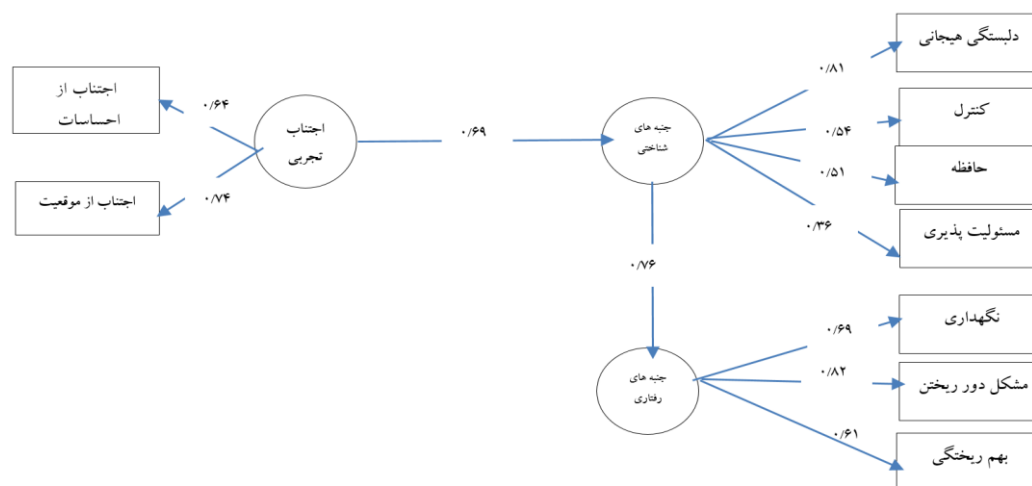 دلبستگی هیجانی
۰/۸۱
اجتناب از
احساسات
۰/۶۴
اجتناب
تجربی
۰/۶۹
جنبه های
شناختی
۰/۵۴
کنترل
۰/۵۱
حافظه
اجتناب از موقعیت
۰/۷۴
۰/۳۶
مسئولیت پذیری
۰/۷۶
نگهداری
۰/۶۹
جنبه های
رفتاری
۰/۸۲
مشکل دور ریختن
۰/۶۱
بهم ریختگی